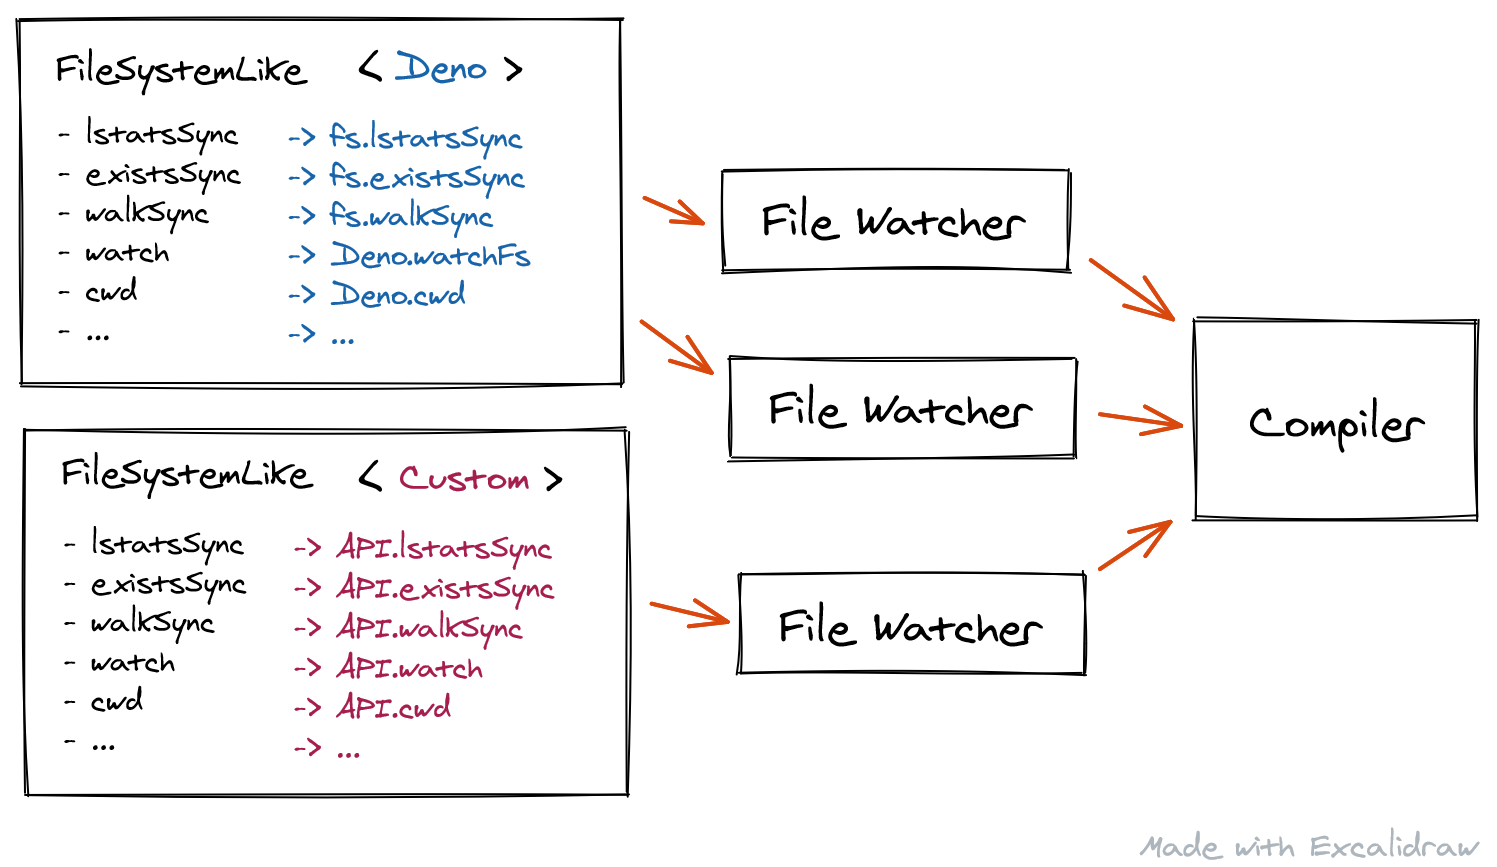 FileSystemLike < Deno >
- lstatsSync -> fs.lstatsSync
- existsSync -> fs.existsSync
- walkSync -> fs.walkSync
- watch -> Deno.watchFs
- cwd -> Deno.cwd
- ... -> ...
FileSystemLike < Custom >
- lstatsSync -> API.lstatsSync
- existsSync -> API.existsSync
- walkSync -> API.walkSync
- watch -> API.watch
- cwd -> API.cwd
- ... -> ...
File Watcher
File Watcher
File Watcher
Compiler
Made with Excalidraw